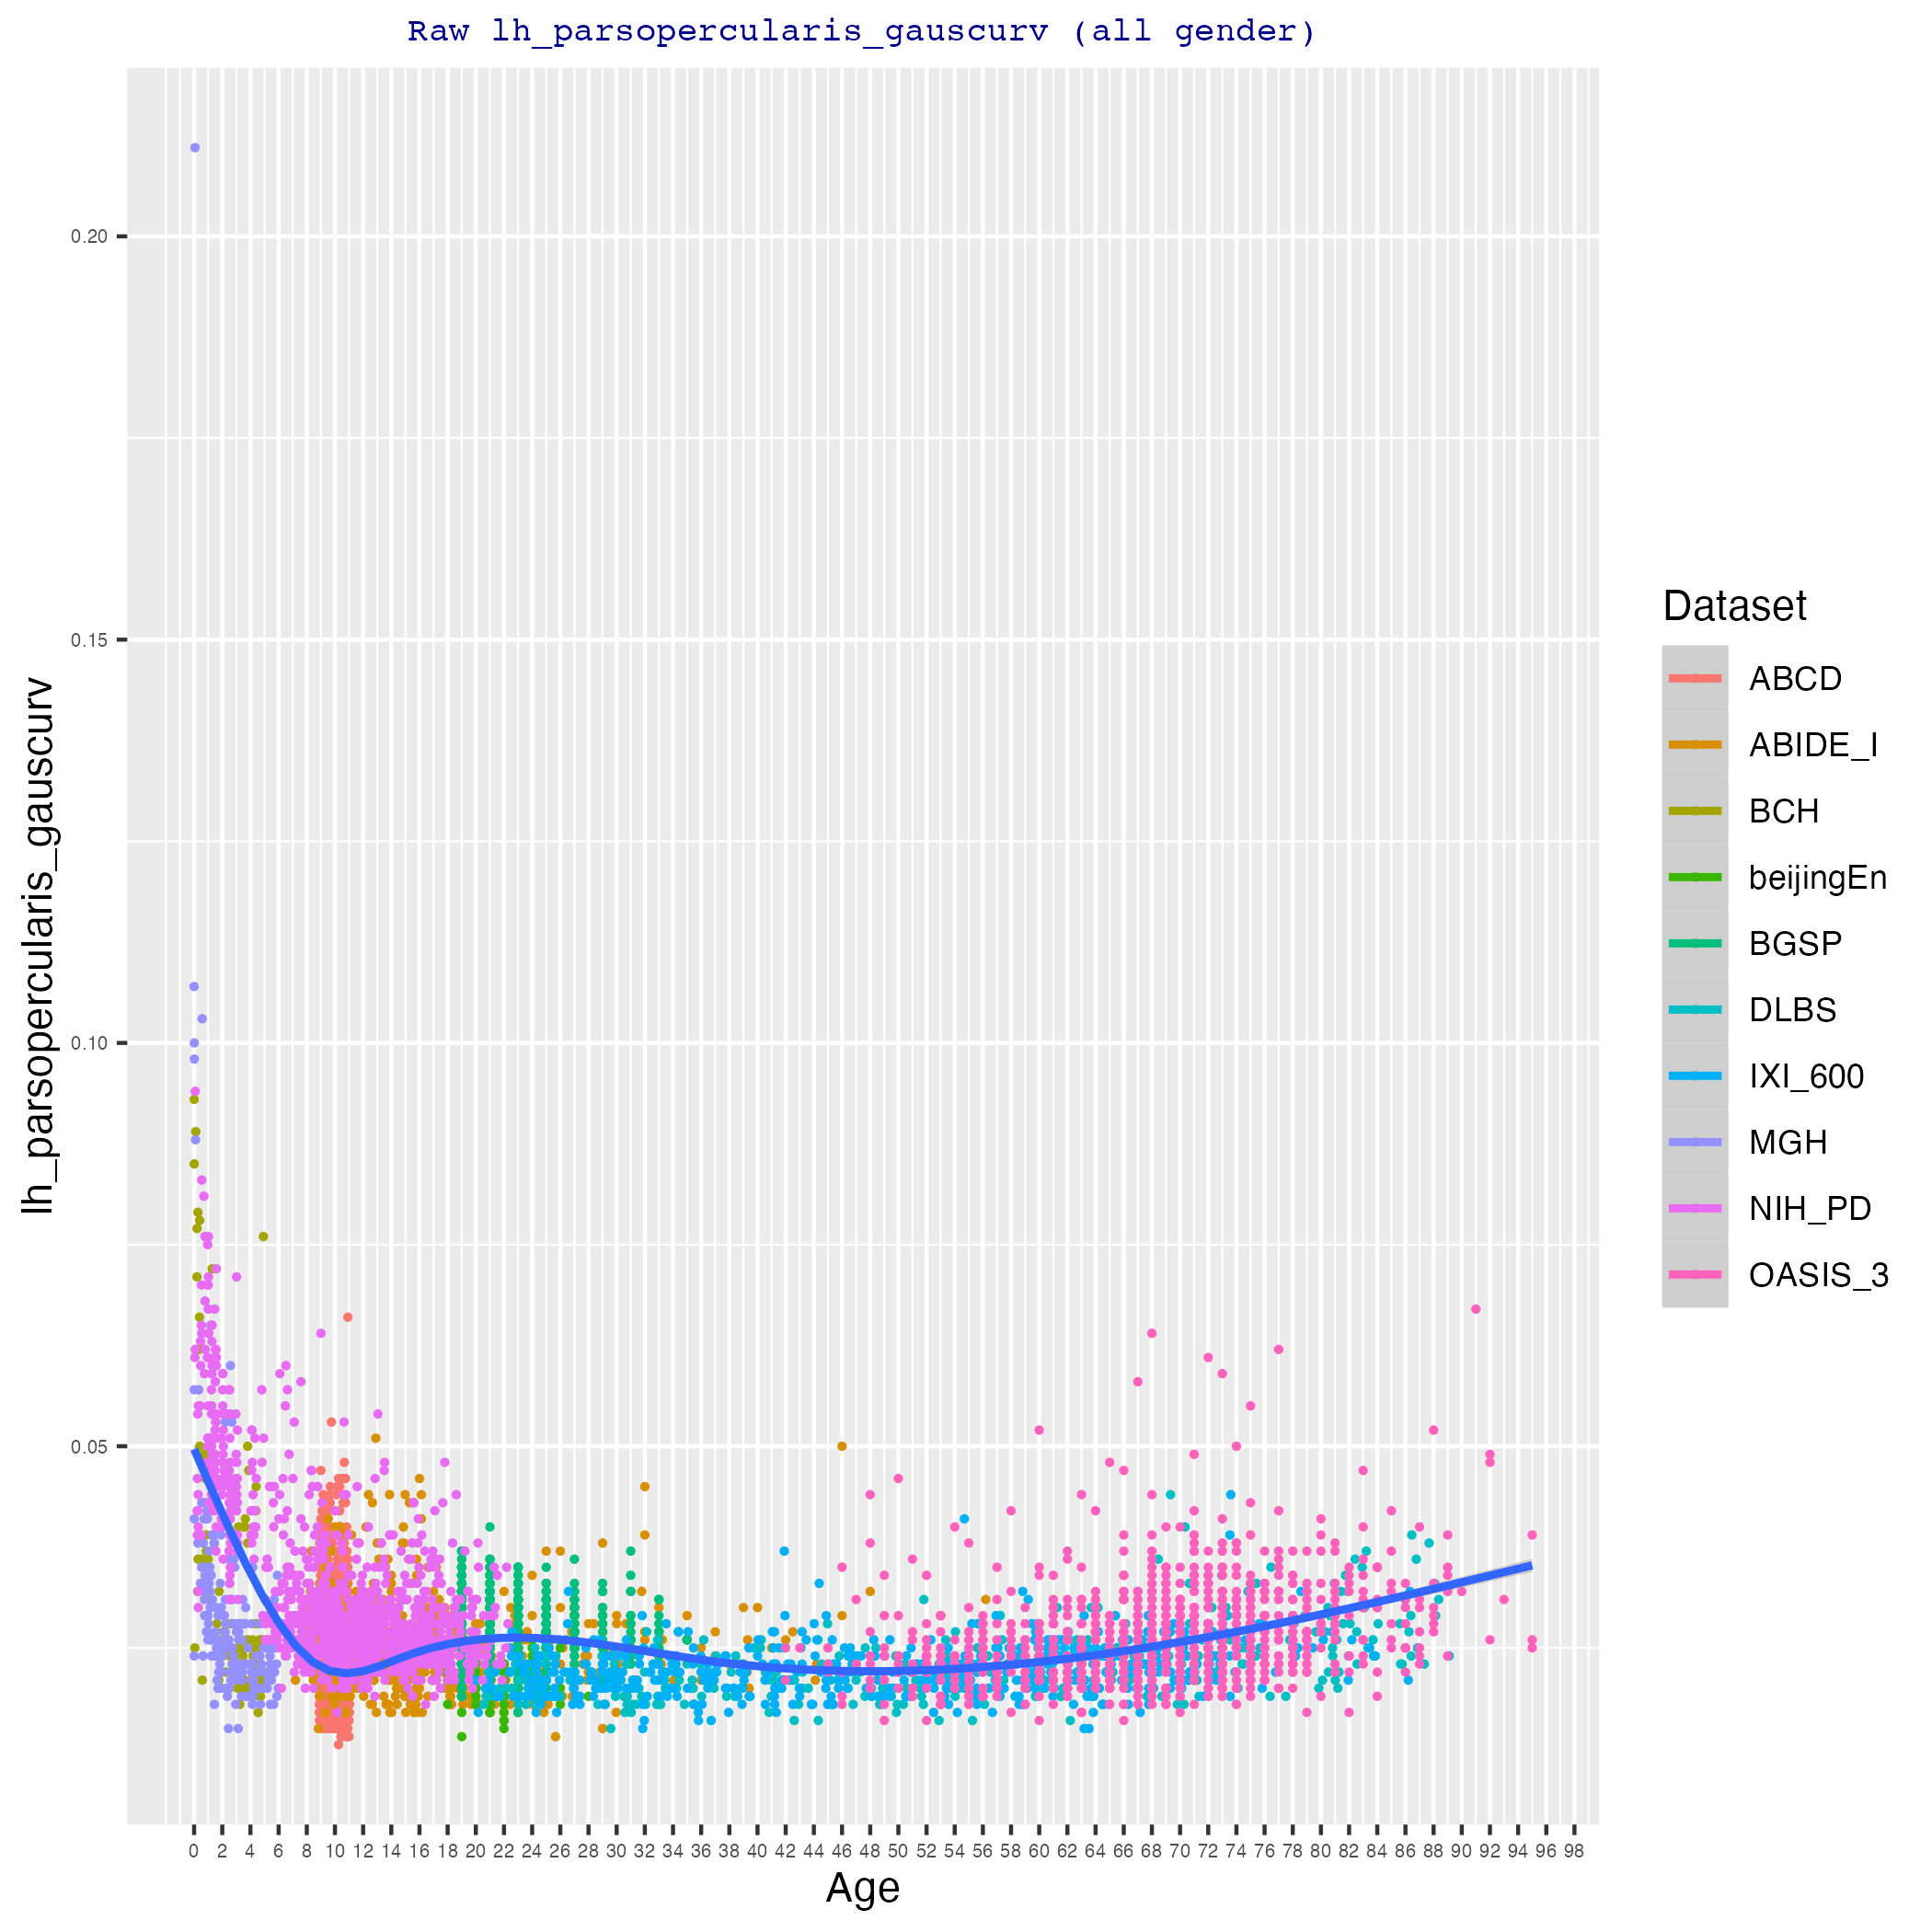 Raw lh_parsopercularis_gauscurv (all gender)
lh_parsopercularis_gauscurv
0.20
0.15
0.10
0.05
0 2 4 6 8 10 12 14 16 18 20 22 24 26 28 30 32 34 36 38 40 42 44 46 48 50 52 54 56 58 60 62 64 66 68 70 72 74 76 78 80 82 84 86 88 90 92 94 96 98
Age
Dataset
ABCD
ABIDE_I
BCH
beijingEn
BGSP
DLBS
IXI_600
MGH
NIH_PD
OASIS_3